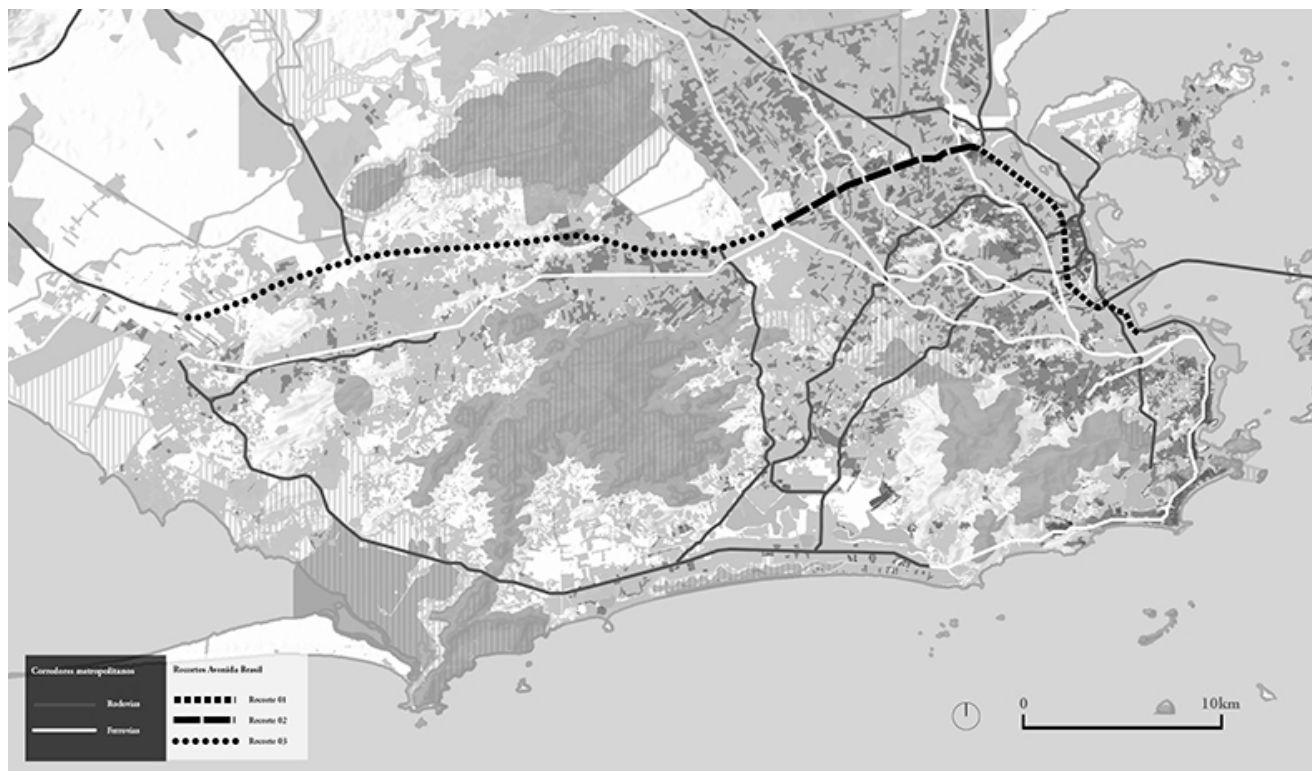 Corredores metropolitanos
Rodovias
Ferrovias
Recortes Avenida Brasil
Recorte 01
Recorte 02
Recorte 03
0 10km